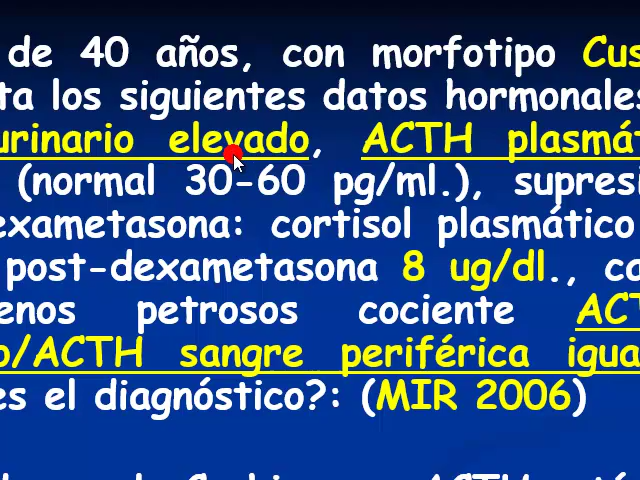 de 40 años, con morfotipo Cus
ta los siguientes datos hormonales
urinario elevado, ACTH plasmát
(normal 30-60 pg/ml.), supresi
exametasona: cortisol plasmático
post-dexametasona 8 ug/dl., ca
enos petrosos cociente ACT
o/ACTH sangre periférica igua
es el diagnóstico?: (MIR 2006)